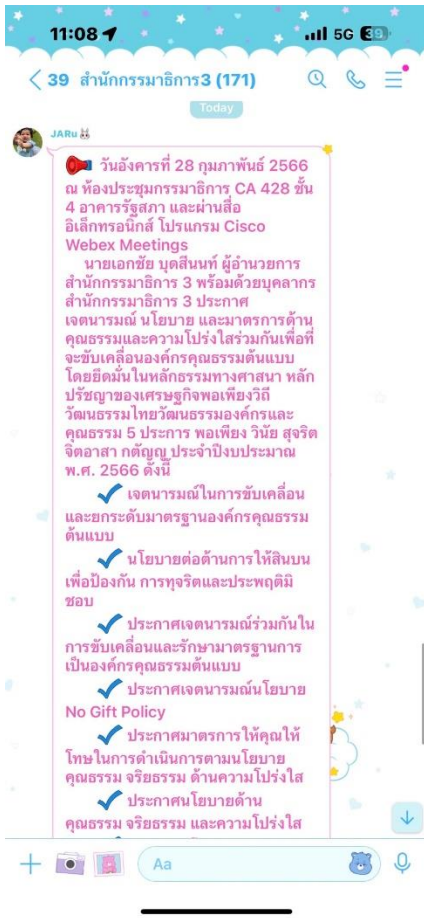 11:08
5G 39
39 สำนักกรรมาธิการ3 (171)
Today
JARu
วันอังคารที่ 28 กุมภาพันธ์ 2566
ณ ห้องประชุมกรรมาธิการ CA 428 ชั้น
4 อาคารรัฐสภา และผ่านสื่อ
อิเล็กทรอนิกส์ โปรแกรม Cisco
Webex Meetings
นายเอกชัย บุตสีนนท์ ผู้อำนวยการ
สำนักกรรมาธิการ 3 พร้อมด้วยบุคลากร
สำนักกรรมาธิการ 3 ประกาศ
เจตนารมณ์ นโยบาย และมาตรการด้าน
คุณธรรมและความโปร่งใสร่วมกันเพื่อที่
จะขับเคลื่อนองค์กรคุณธรรมต้นแบบ
โดยยึดมั่นในหลักธรรมทางศาสนา หลัก
ปรัชญาของเศรษฐกิจพอเพียงวิถี
วัฒนธรรมไทยวัฒนธรรมองค์กรและ
คุณธรรม 5 ประการ พอเพียง วินัย สุจริต
จิตอาสา กตัญญู ประจำปีงบประมาณ
พ.ศ. 2566 ดังนี้
เจตนารมณ์ในการขับเคลื่อน
และยกระดับมาตรฐานองค์กรคุณธรรม
ต้นแบบ
นโยบายต่อต้านการให้สินบน
เพื่อป้องกัน การทุจริตและประพฤติมิ
ชอบ
ประกาศเจตนารมณ์ร่วมกันใน
การขับเคลื่อนและรักษามาตรฐานการ
เป็นองค์กรคุณธรรมต้นแบบ
ประกาศเจตนารมณ์นโยบาย
No Gift Policy
ประกาศมาตรการให้คุณให้
โทษในการดำเนินการตามนโยบาย
คุณธรรม จริยธรรม ด้านความโปร่งใส
ประกาศนโยบายด้าน
คุณธรรม จริยธรรม และความโปร่งใส
Aa